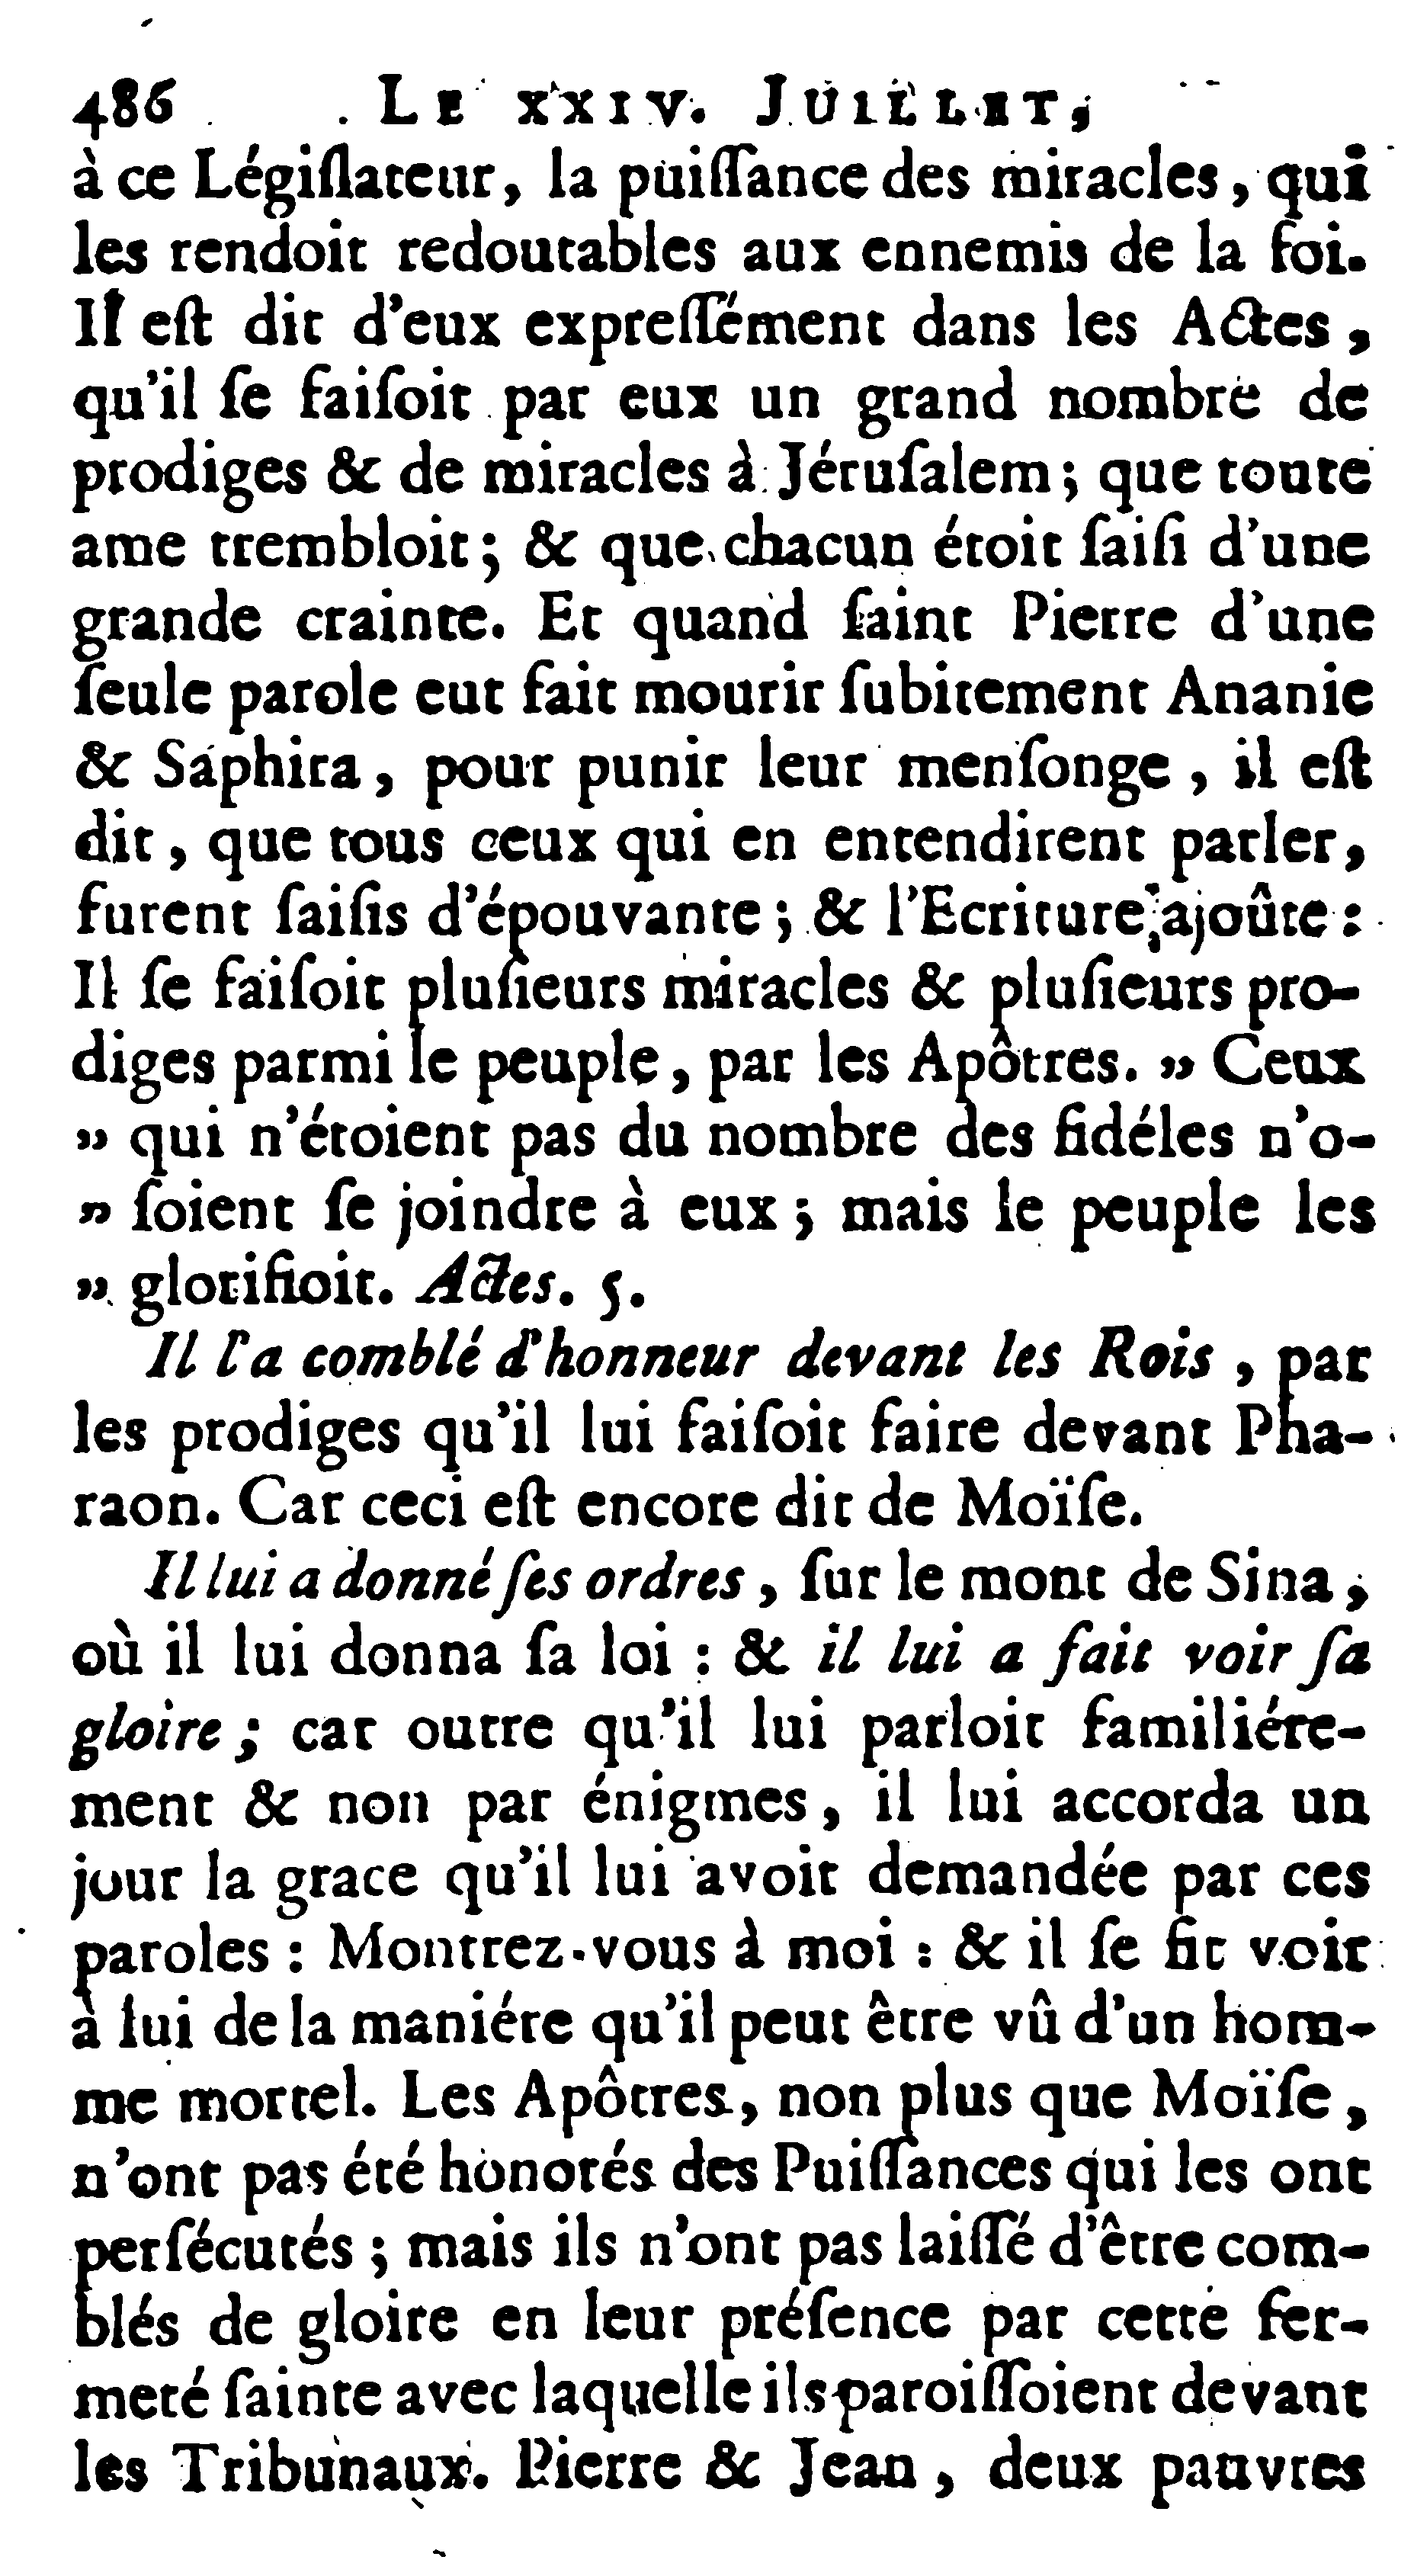 486 LE XXIV. JUILLET,
à ce Légiſlateur, la puiſſance des miracles, qui
les rendoit redoutables aux ennemis de la foi.
Il eſt dit d'eux expreſſément dans les Actes,
qu'il ſe faiſoit par eux un grand nombre de
prodiges & de miracles à Jéruſalem; que toute
ame trembloit; & que chacun étoit ſaiſi d'une
grande crainte. Et quand ſaint Pierre d'une
ſeule parole eut fait mourir ſubitement Ananie
& Saphira, pour punir leur menſonge, il eſt
dit, que tous ceux qui en entendirent parler,
furent ſaiſis d'épouvante; & l'Ecriture ajoûte:
Il ſe faiſoit pluſieurs miracles & pluſieurs pro-
diges parmi le peuple, par les Apôtres. „ Ceux
„ qui n'étoient pas du nombre des fidéles n'o-
„ ſoient ſe joindre à eux; mais le peuple les
„ glorifioit. Actes. 5.
Il l'a comblé d'honneur devant les Rois, par
les prodiges qu'il lui faiſoit faire devant Pha-
raon. Car ceci eſt encore dit de Moïſe.
Il lui a donné ſes ordres, ſur le mont de Sina,
où il lui donna ſa loi : & il lui a fait voir ſa
gloire; car outre qu'il lui parloit familiére-
ment & non par énigmes, il lui accorda un
jour la grace qu'il lui avoit demandée par ces
paroles : Montrez-vous à moi : & il ſe fit voir
à lui de la maniére qu'il peut être vû d'un hom-
me mortel. Les Apôtres, non plus que Moïſe,
n'ont pas été honorés des Puiſſances qui les ont
perſécutés; mais ils n'ont pas laiſſé d'être com-
blés de gloire en leur préſence par cette fer-
meté ſainte avec laquelle ils paroiſſoient devant
les Tribunaux. Pierre & Jean, deux pauvres